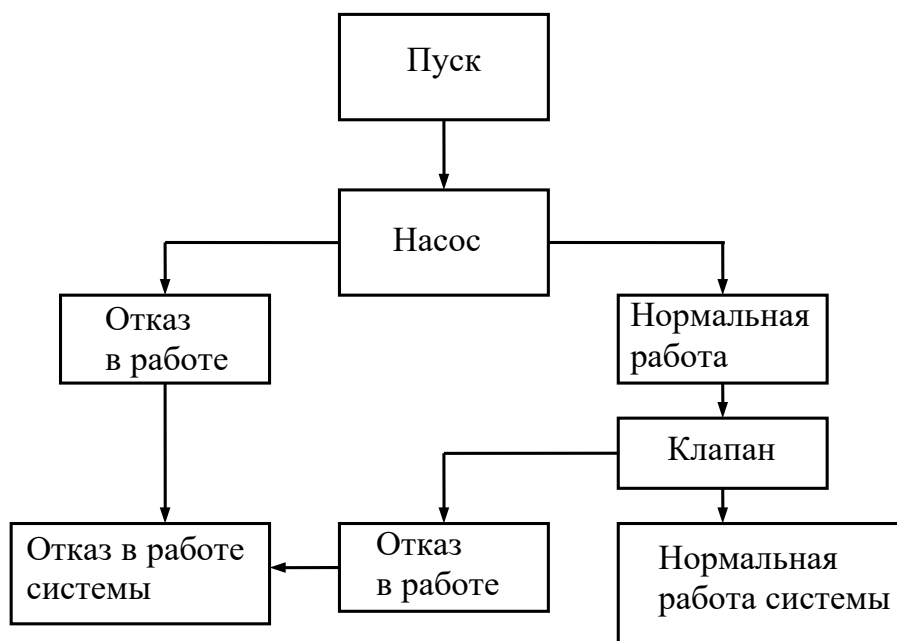 Пуск
Насос
Отказ
в работе
Нормальная
работа
Клапан
Отказ в работе
системы
Отказ
в работе
Нормальная
работа системы